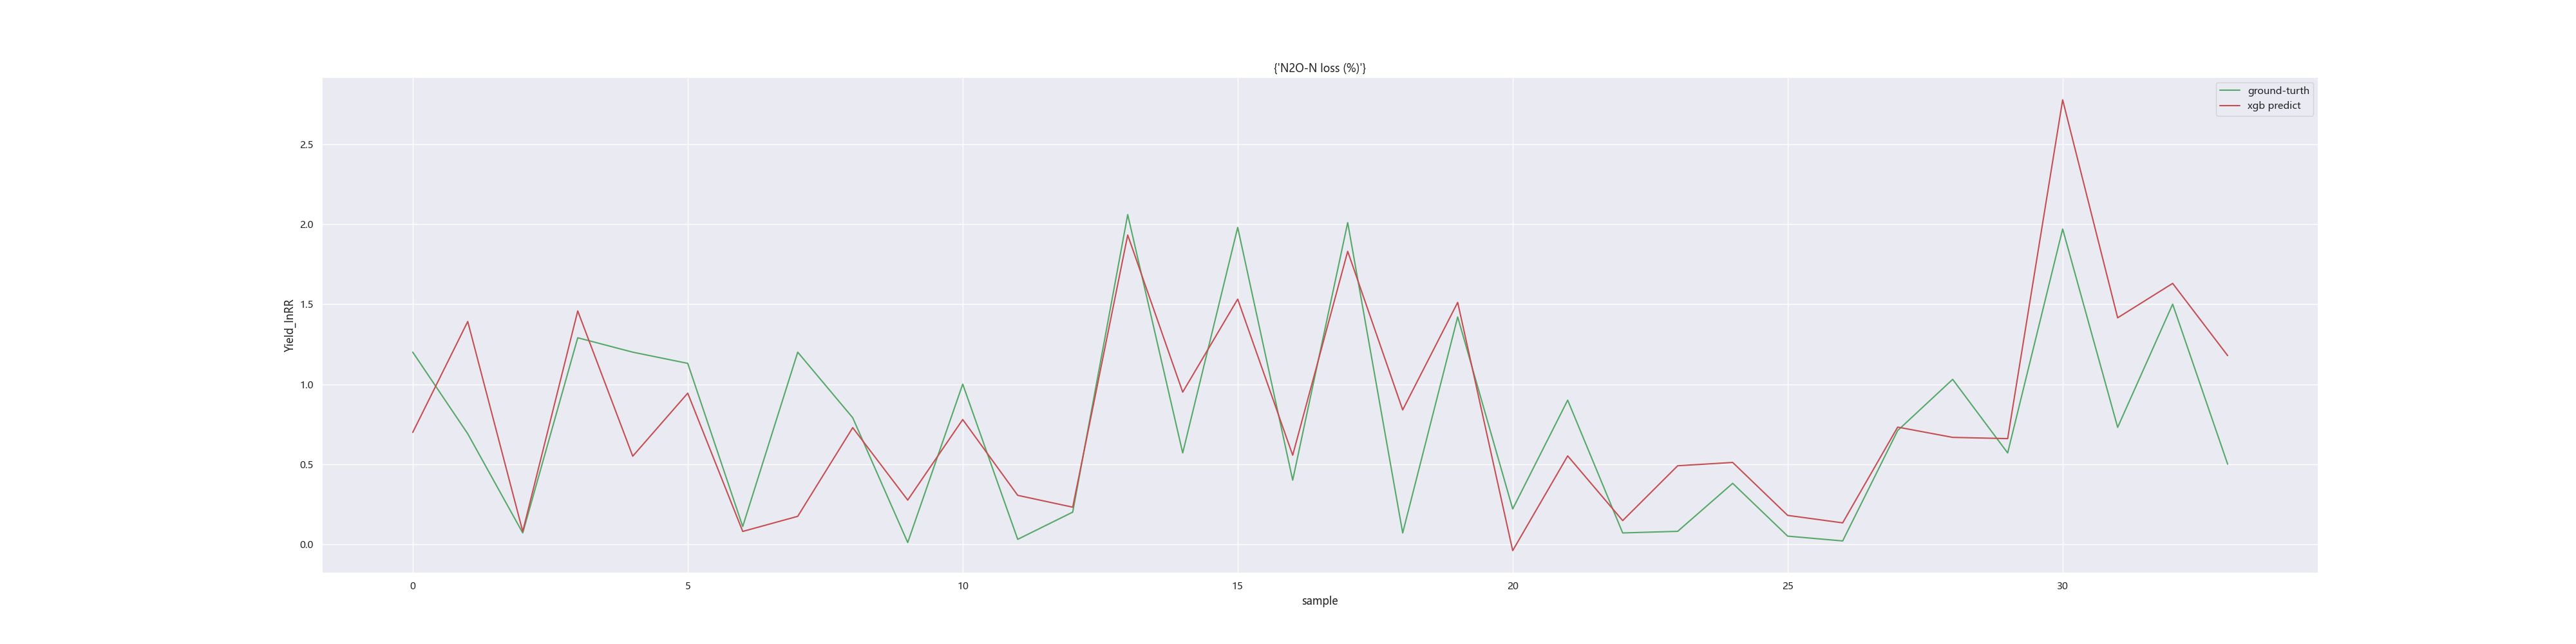 {'N2O-N loss (%)'}
ground-turth
xgb predict
2.5
2.0
1.5
1.0
0.5
0.0
Yield_lnRR
0 5 10 15 20 25 30
sample